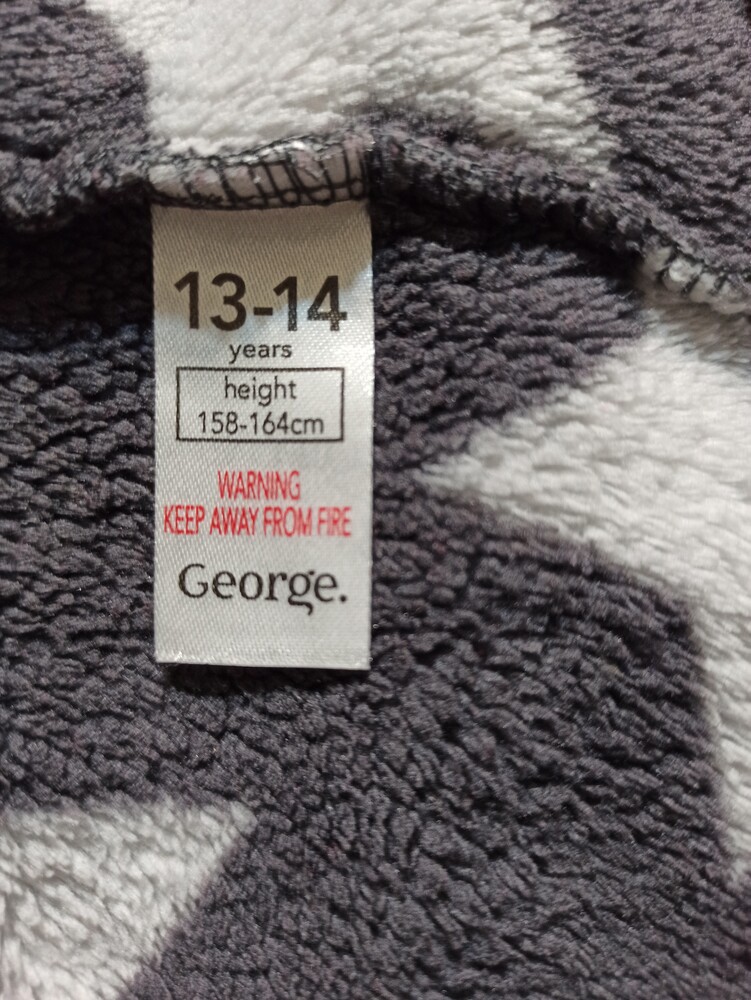 13-14
years
height
158-164cm
WARNING
KEEP AWAY FROM FIRE
George.